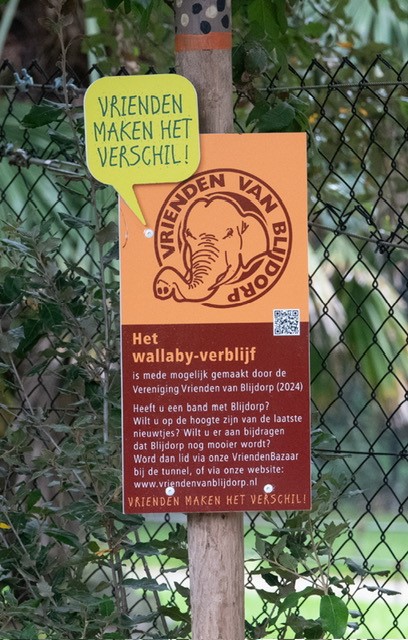 VRIENDEN
MAKEN HET
VERSCHIL!
VRIENDEN VAN BLIJDORP
Het
wallaby-verblijf
is mede mogelijk gemaakt door de
Vereniging Vrienden van Blijdorp (2024)
Heeft u een band met Blijdorp?
Wilt u op de hoogte zijn van de laatste
nieuwtjes? Wilt u er aan bijdragen
dat Blijdorp nog mooier wordt?
Word dan lid via onze VriendenBazaar
bij de tunnel, of via onze website:
www.vriendenvanblijdorp.nl
VRIENDEN MAKEN HET VERSCHIL!